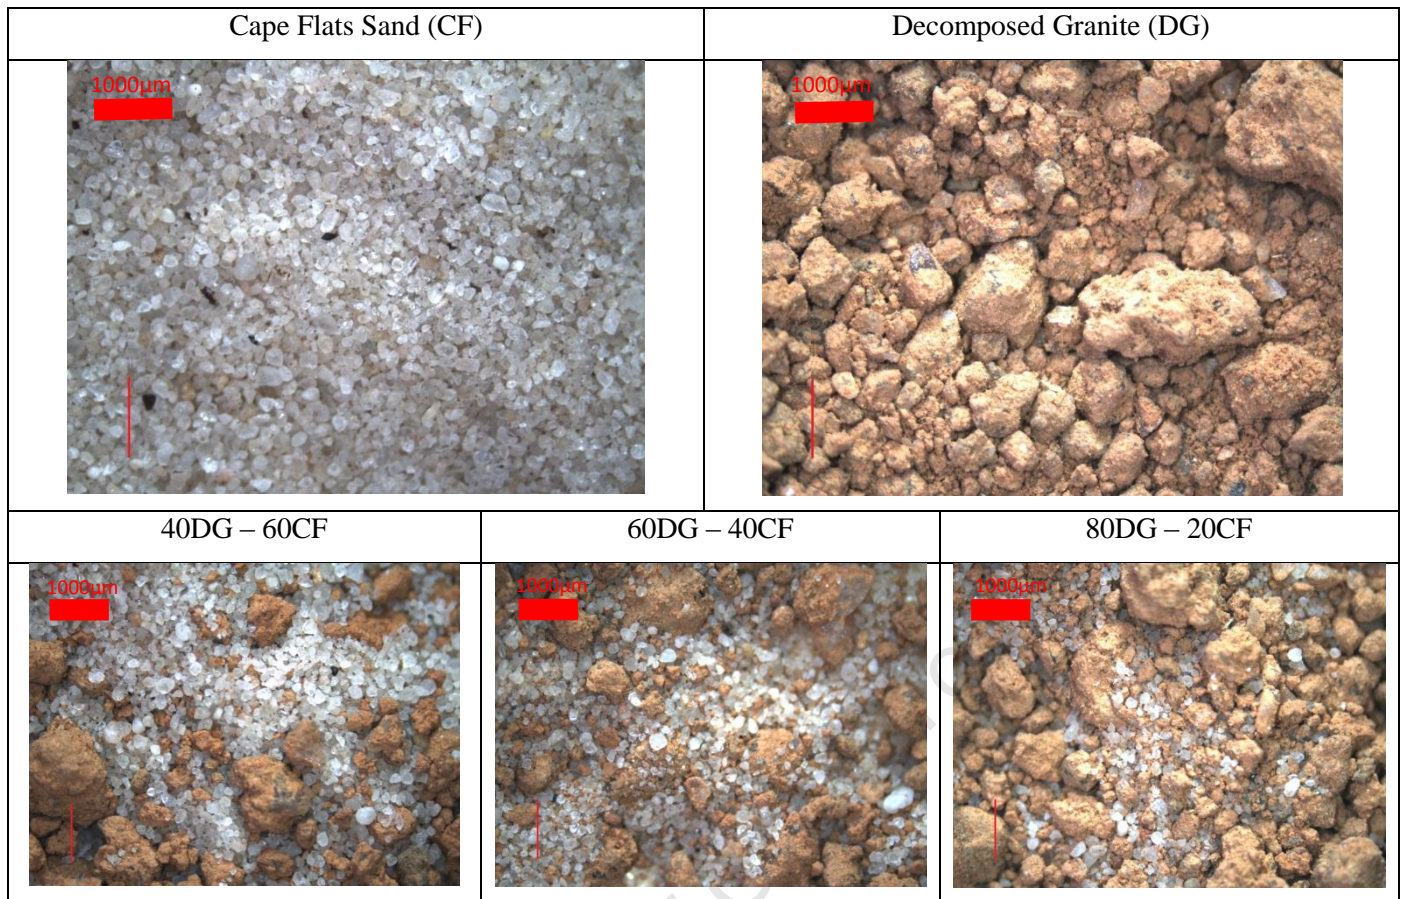 Cape Flats Sand (CF)
Decomposed Granite (DG)
1000µm
1000µm
40DG – 60CF
60DG – 40CF
80DG – 20CF
1000µm
1000µm
1000µm